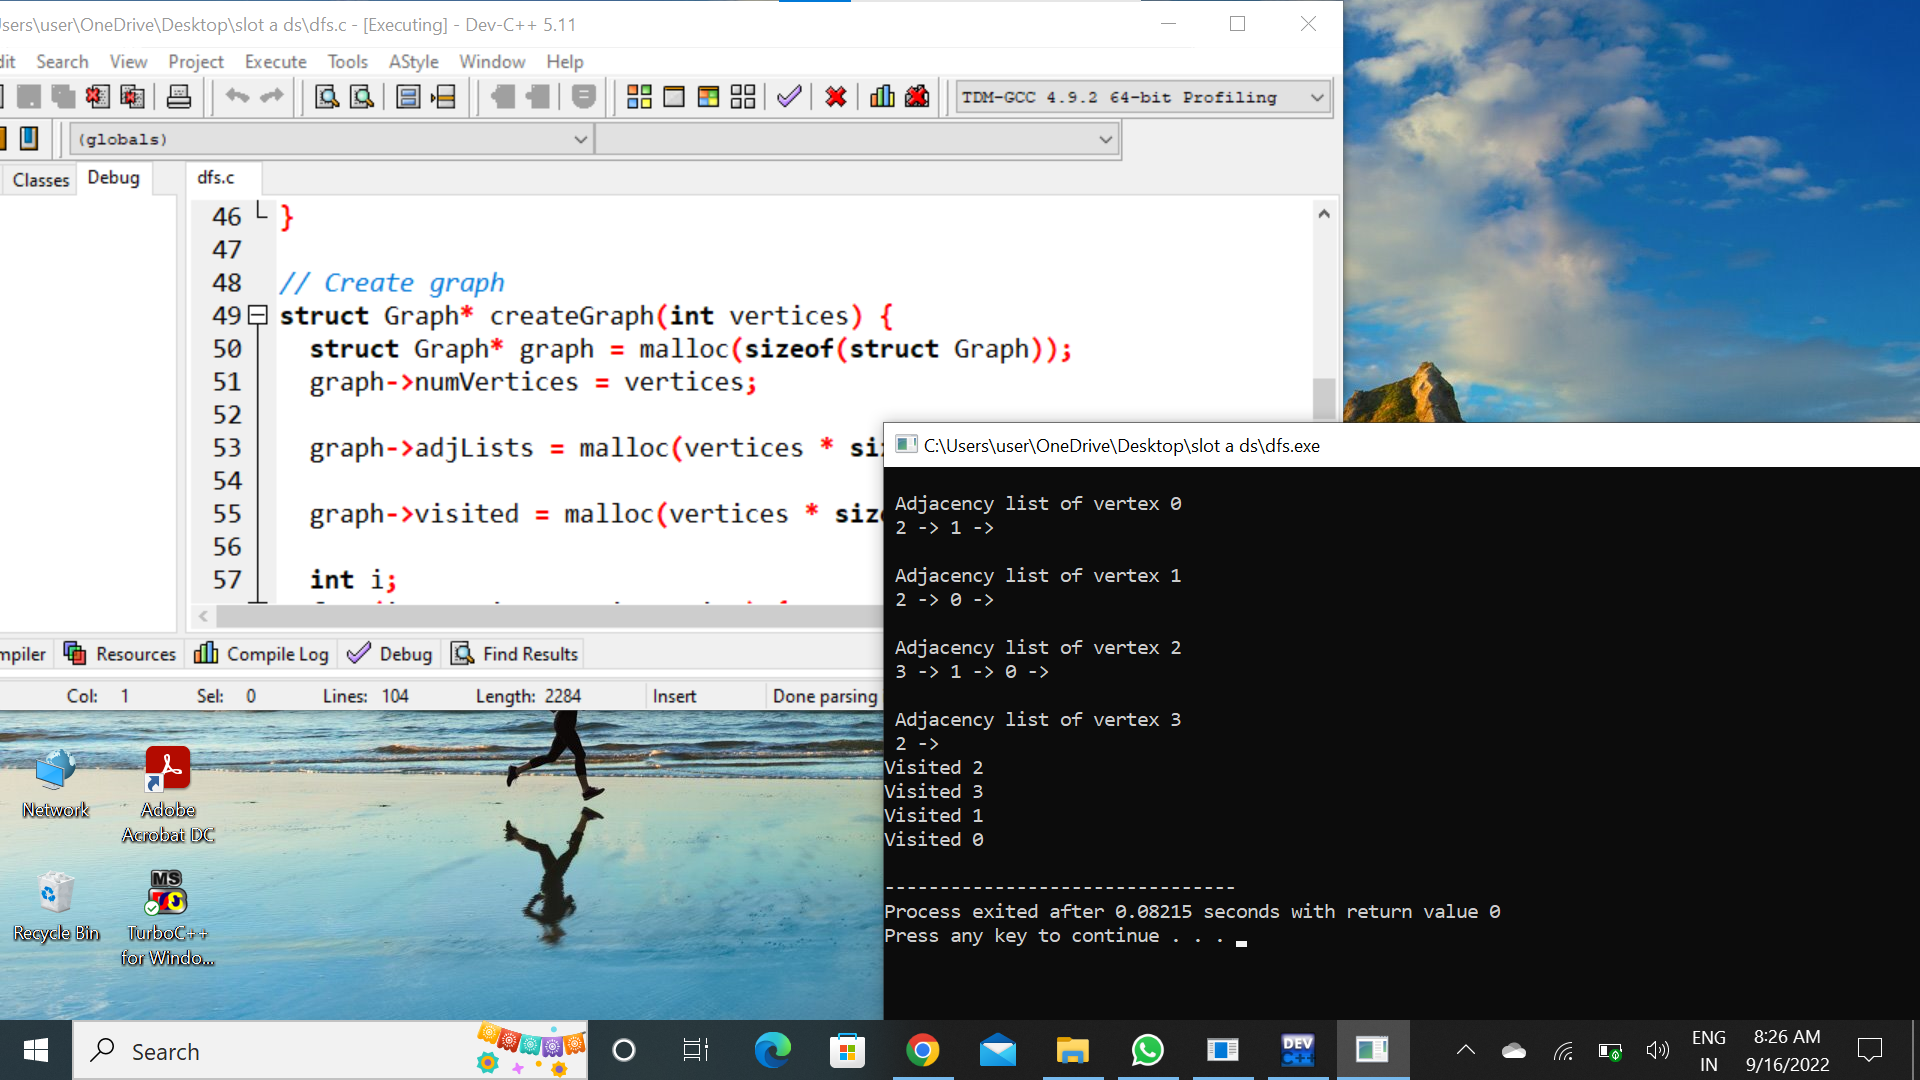 sers\user\OneDrive\Desktop\slot a ds\dfs.c - [Executing] - Dev-C++ 5.11
dit Search View Project Execute Tools AStyle Window Help
TDM-GCC 4.9.2 64-bit Profiling
(globals)
Classes Debug dfs.c
46 }
47
48 // Create graph
49 struct Graph* createGraph(int vertices) {
50 struct Graph* graph = malloc(sizeof(struct Graph));
51 graph->numVertices = vertices;
52
53 graph->adjLists = malloc(vertices * si
54
55 graph->visited = malloc(vertices * siz
56
57 int i;
mpiler Resources Compile Log Debug Find Results
Col: 1 Sel: 0 Lines: 104 Length: 2284 Insert Done parsing
C:\Users\user\OneDrive\Desktop\slot a ds\dfs.exe
Adjacency list of vertex 0
2 -> 1 ->
Adjacency list of vertex 1
2 -> 0 ->
Adjacency list of vertex 2
3 -> 1 -> 0 ->
Adjacency list of vertex 3
2 ->
Visited 2
Visited 3
Visited 1
Visited 0
--------------------------------
Process exited after 0.08215 seconds with return value 0
Press any key to continue . . .
Network
Adobe
Acrobat DC
Recycle Bin
MS
TurboC++
for Windo...
Search
DEV
C++
ENG
IN
8:26 AM
9/16/2022